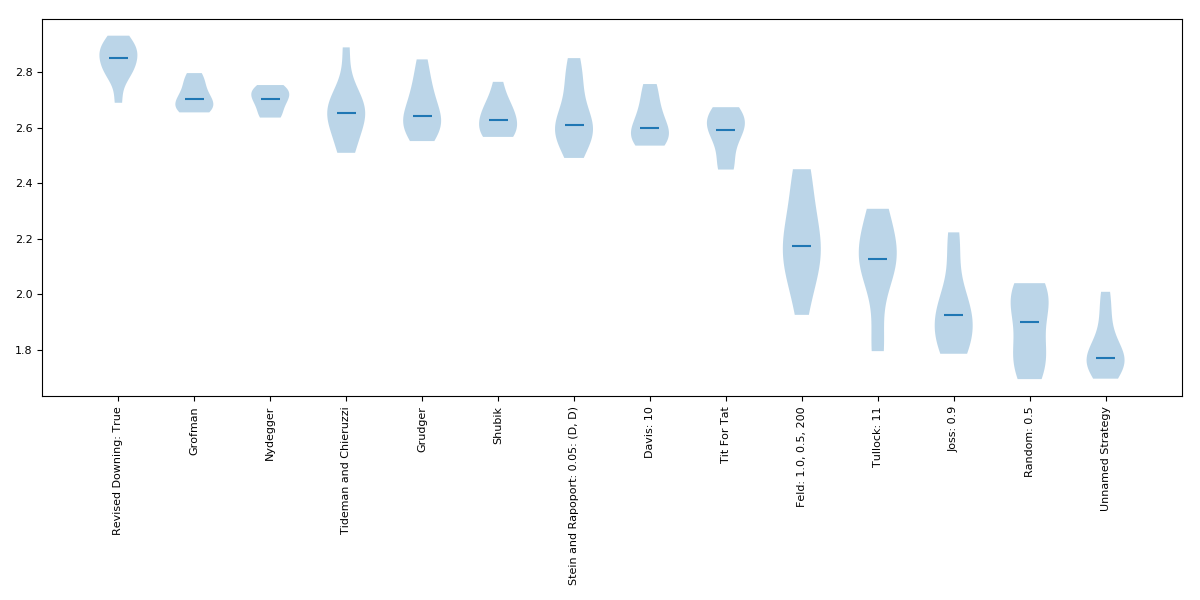 2.8
2.6
2.4
2.2
2.0
1.8
Revised Downing: True
Grofman
Nydegger
Tideman and Chieruzzi
Grudger
Shubik
Stein and Rapoport: 0.05: (D, D)
Davis: 10
Tit For Tat
Feld: 1.0, 0.5, 200
Tullock: 11
Joss: 0.9
Random: 0.5
Unnamed Strategy